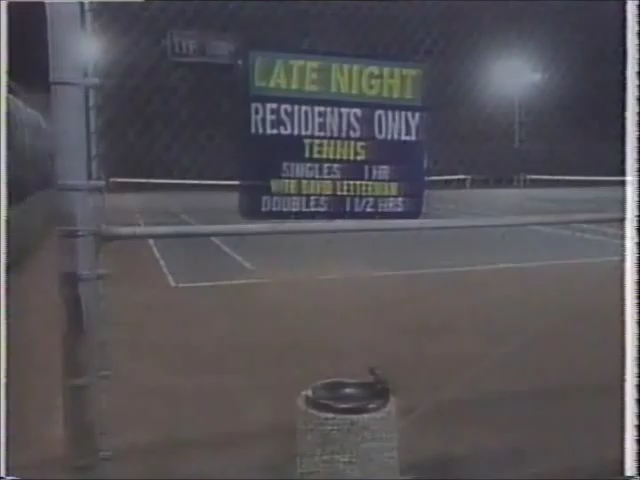 LATE NIGHT
RESIDENTS ONLY
TENNIS
SINGLES 1 HR
WITH DAVID LETTERMAN
DOUBLES 1 1/2 HRS